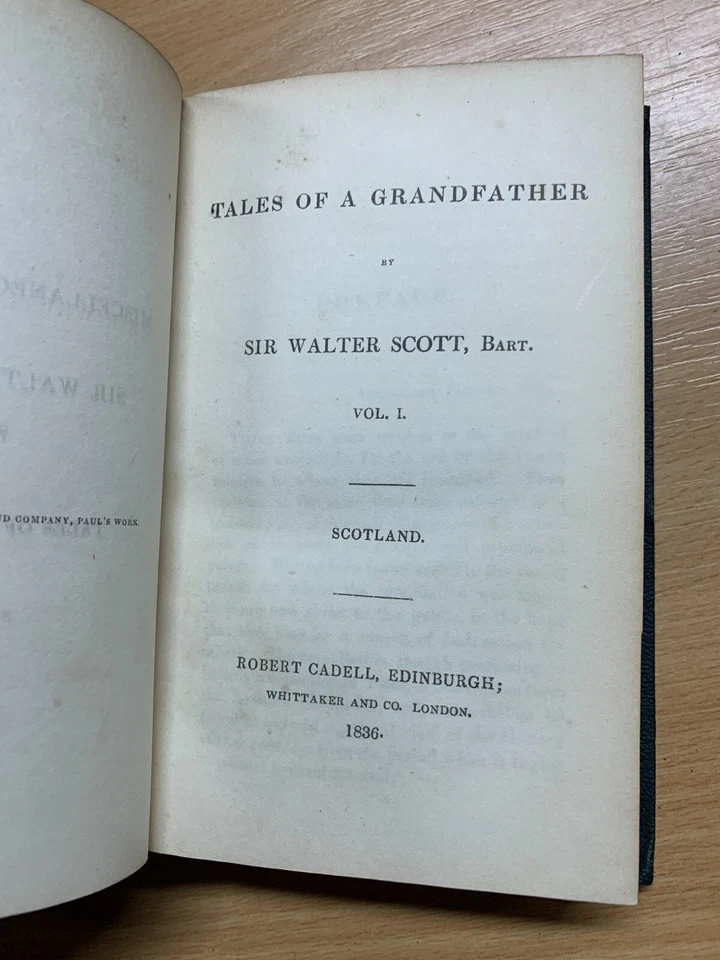 ND COMPANY, PAUL'S WORK
TALES OF A GRANDFATHER
BY
SIR WALTER SCOTT, BART.
VOL. I.
SCOTLAND.
ROBERT CADELL, EDINBURGH;
WHITTAKER AND CO. LONDON.
1836.